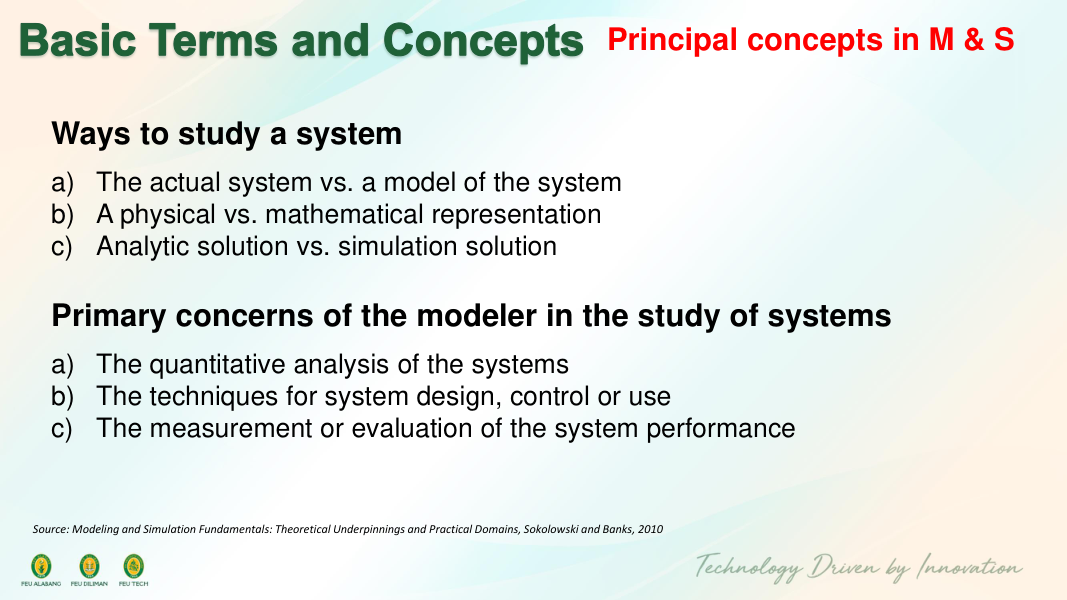 Basic Terms and Concepts Principal concepts in M & S
Ways to study a system
a) The actual system vs. a model of the system
b) A physical vs. mathematical representation
c) Analytic solution vs. simulation solution
Primary concerns of the modeler in the study of systems
a) The quantitative analysis of the systems
b) The techniques for system design, control or use
c) The measurement or evaluation of the system performance
Source: Modeling and Simulation Fundamentals: Theoretical Underpinnings and Practical Domains, Sokolowski and Banks, 2010
FEU ALABANG FEU DILIMAN FEU TECH
Technology Driven by Innovation